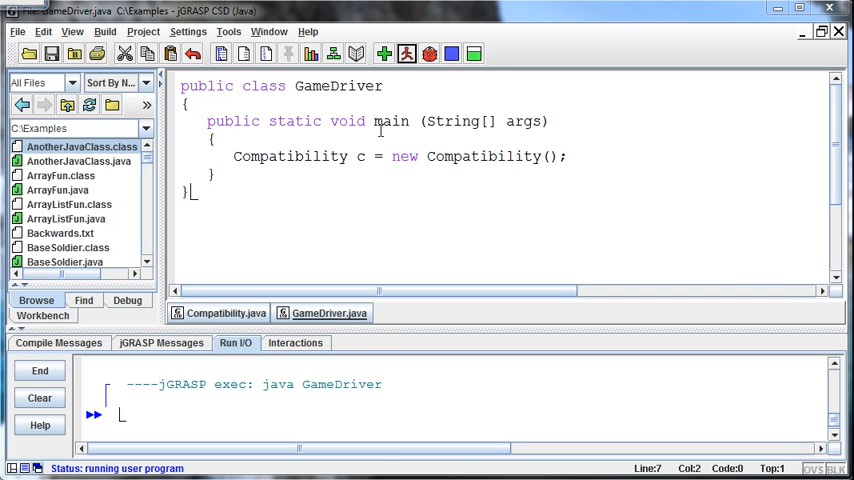 File: GameDriver.java  C:\Examples - jGRASP CSD (Java)
File Edit View Build Project Settings Tools Window Help
All Files Sort By N...
C:\Examples
AnotherJavaClass.class
AnotherJavaClass.java
ArrayFun.class
ArrayFun.java
ArrayListFun.class
ArrayListFun.java
Backwards.txt
BaseSoldier.class
BaseSoldier.java
Browse Find Debug
Workbench
public class GameDriver
{
public static void main (String[] args)
{
Compatibility c = new Compatibility();
}
}
Compatibility.java GameDriver.java
Compile Messages jGRASP Messages Run I/O Interactions
End
Clear
Help
----jGRASP exec: java GameDriver
Status: running user program Line:7 Col:2 Code:0 Top:1 OVS BLK